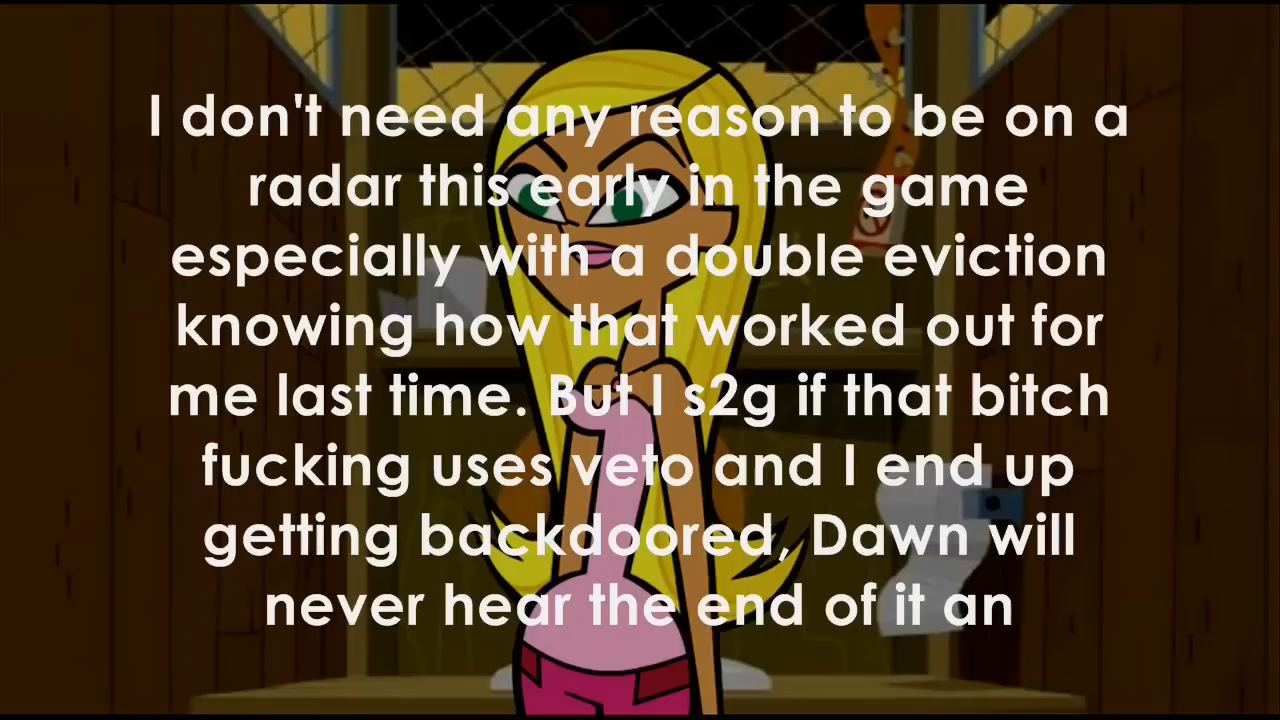 I don't need any reason to be on a
radar this early in the game
especially with a double eviction
knowing how that worked out for
me last time. But I s2g if that bitch
fucking uses veto and I end up
getting backdoored, Dawn will
never hear the end of it an